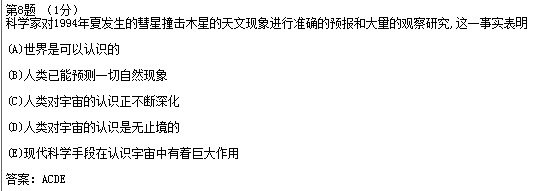 第8题 （1分）
科学家对1994年夏发生的彗星撞击木星的天文现象进行准确的预报和大量的观察研究,这一事实表明
(A)世界是可以认识的
(B)人类已能预测一切自然现象
(C)人类对宇宙的认识正不断深化
(D)人类对宇宙的认识是无止境的
(E)现代科学手段在认识宇宙中有着巨大作用
答案：ACDE